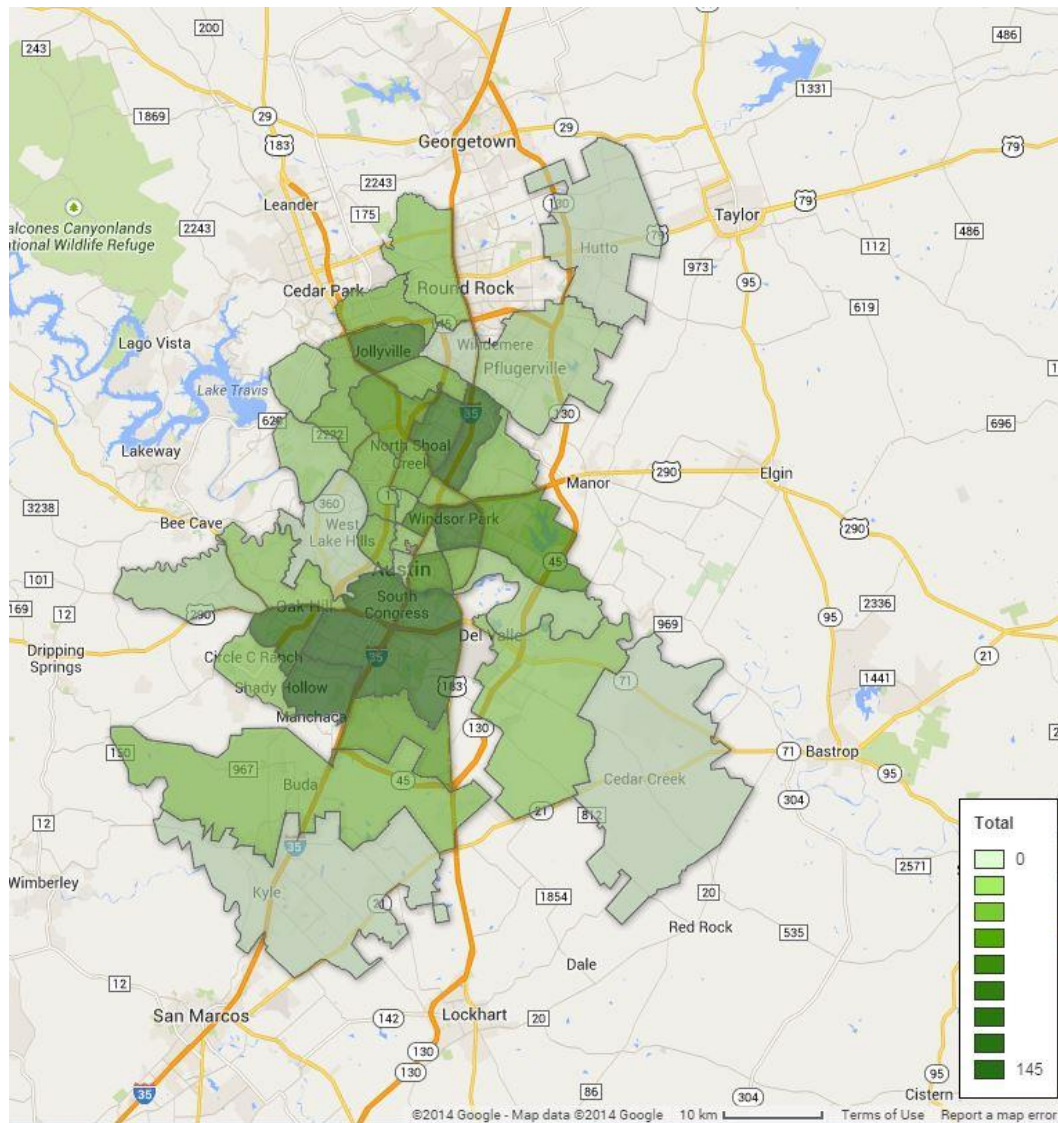 200
243
486
1331
1869
29
Georgetown
29
183
79
2243
Leander
175
130
Taylor
79
alcones Canyonlands
tional Wildlife Refuge
2243
Hutto
79
112
486
973
95
Cedar Park
Round Rock
619
Lago Vista
45
Windemere
Jollyville
Pflugerville
Lake Travis
620
35
130
696
Lakeway
2222
North Shoal
Creek
290
Elgin
Manor
3238
360
1
Bee Cave
West
Lake Hills
Windsor Park
290
45
101
Austin
95
2336
169
12
290
Oak Hill
South
Congress
969
Dripping
Springs
Del Valle
21
Circle C Ranch
35
1441
Shady Hollow
183
71
Manchaca
130
150
71
Bastrop
967
Buda
45
Cedar Creek
95
304
12
21
812
Total
35
0
2571
Wimberley
Kyle
21
1854
20
Red Rock
535
Dale
12
San Marcos
142
Lockhart
20
130
145
130
35
86
304
95
Cistern
©2014 Google - Map data ©2014 Google
10 km
Terms of Use
Report a map error